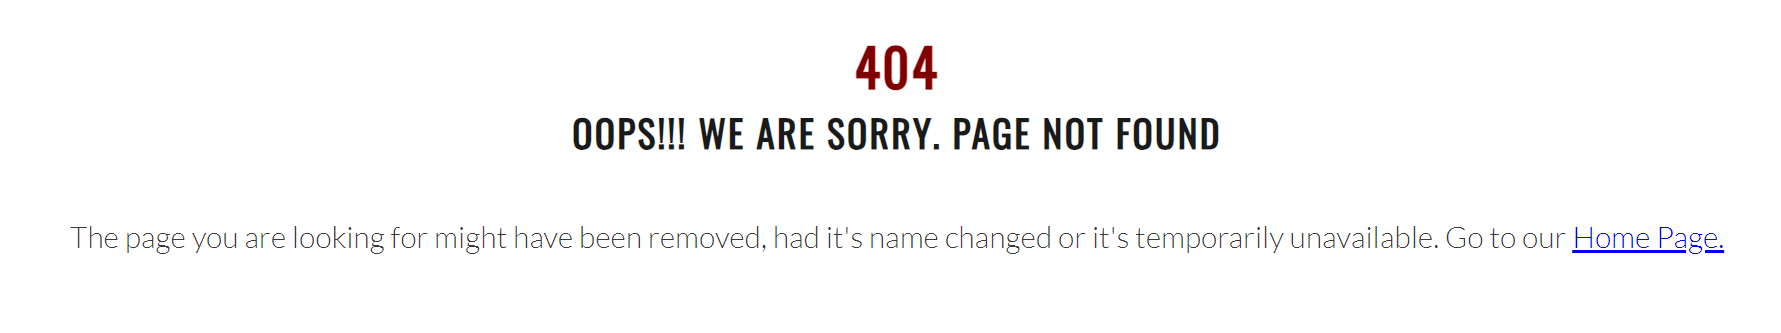 404
OOPS!!! WE ARE SORRY. PAGE NOT FOUND
The page you are looking for might have been removed, had it's name changed or it's temporarily unavailable. Go to our Home Page.